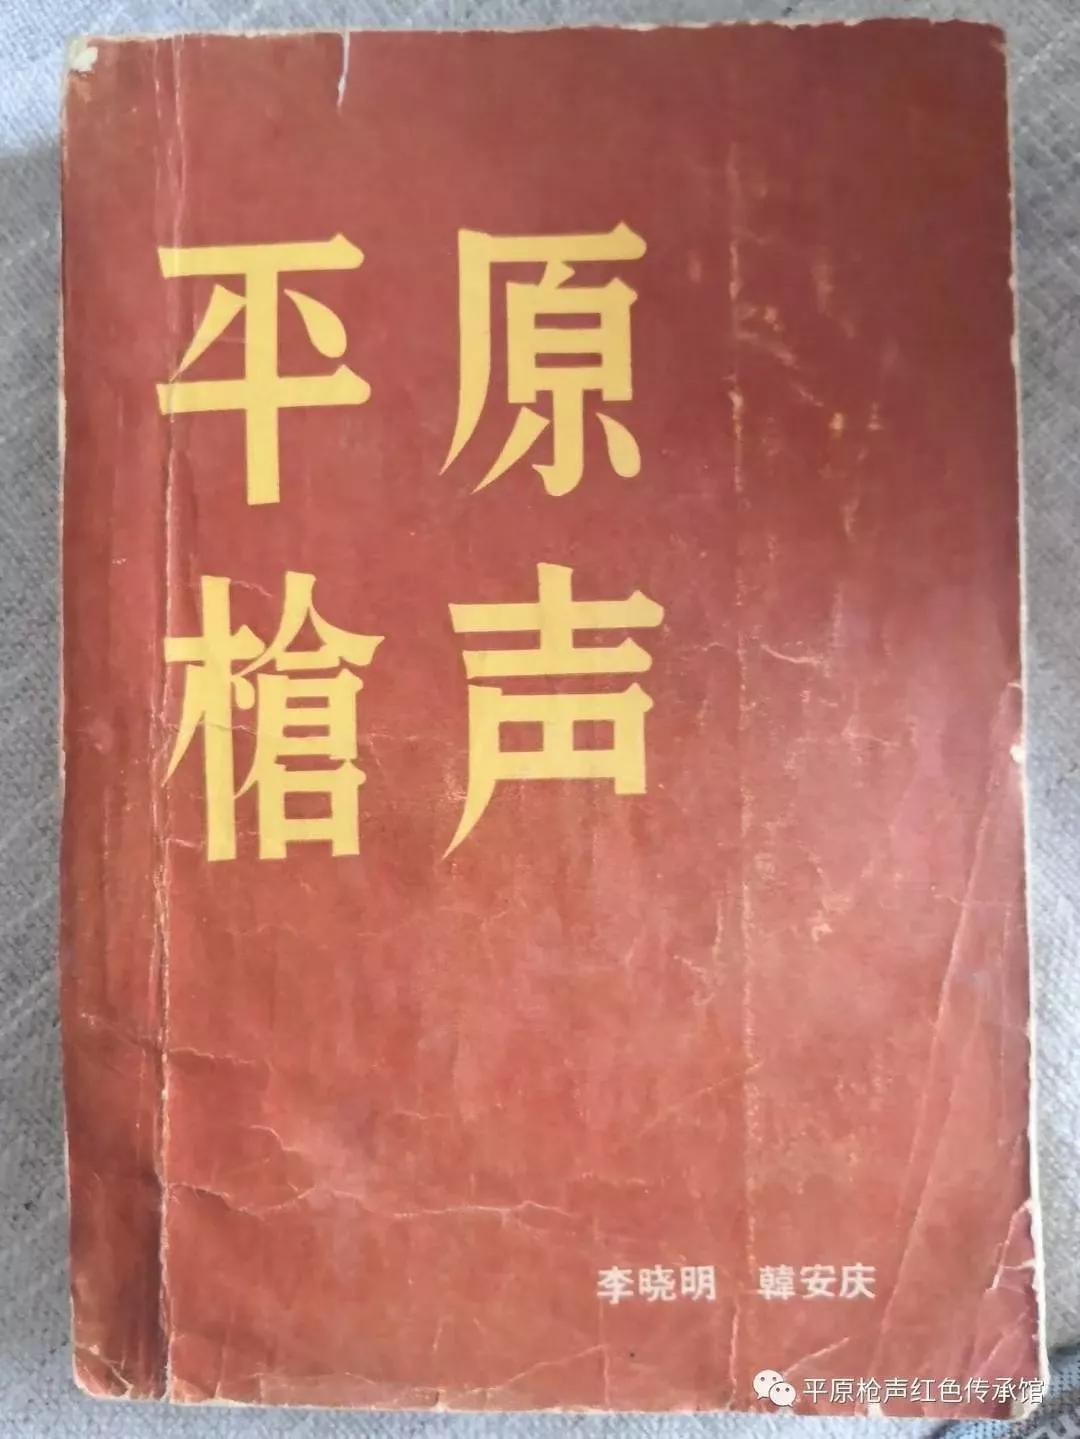 平原
槍声
李晓明 韓安庆
平原枪声红色传承馆